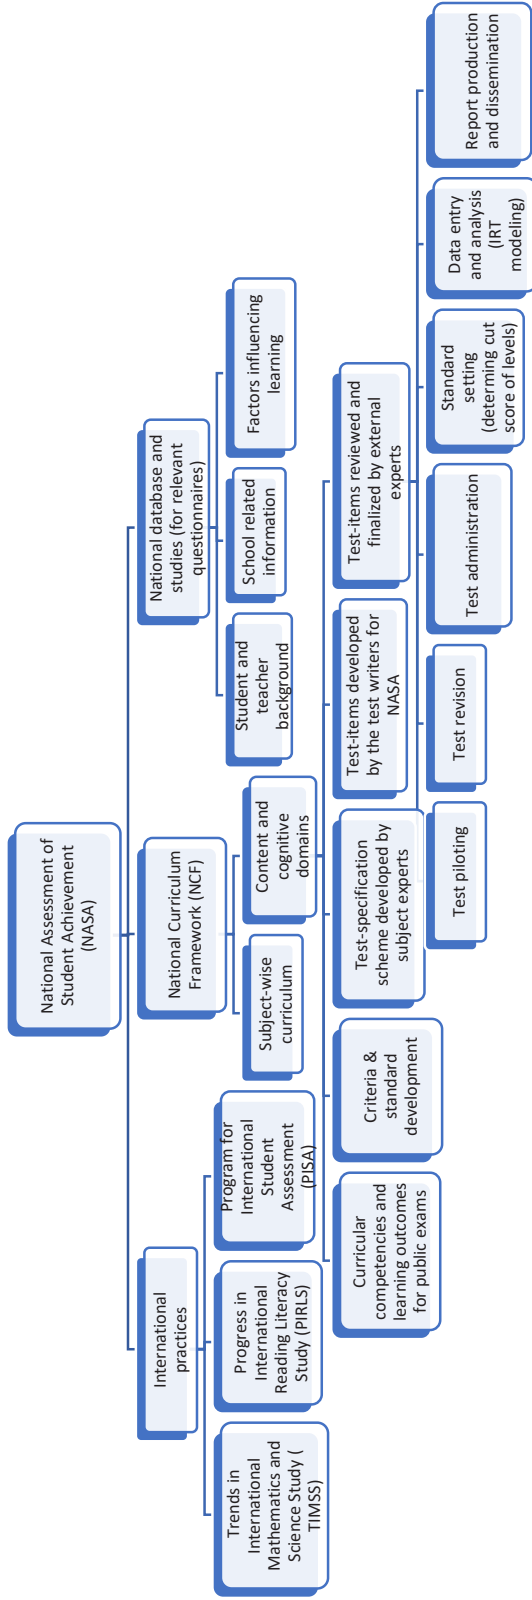 National Assessment of
Student Achievement
(NASA)
International
practices
National Curriculum
Framework (NCF)
National database and
studies (for relevant
questionnaires)
Trends in
International
Mathematics and
Science Study (
TIMSS)
Progress in
International
Reading Literacy
Study (PIRLS)
Program for
International
Student
Assessment
(PISA)
Subject-wise
curriculum
Content and
cognitive
domains
Student and
teacher
background
School related
information
Factors influencing
learning
Curricular
competencies and
learning outcomes
for public exams
Criteria &
standard
development
Test-specification
scheme developed by
subject experts
Test-items developed
by the test writers for
NASA
Test-items reviewed and
finalized by external
experts
Test piloting
Test revision
Test administration
Standard
setting
(determing cut
score of levels)
Data entry
and analysis
(IRT
modeling)
Report production
and dissemination